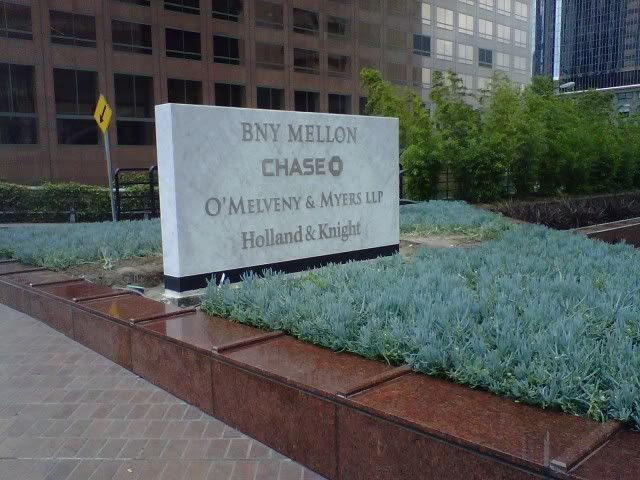 BNY MELLON
CHASE
O'MELVENY & MYERS LLP
Holland & Knight